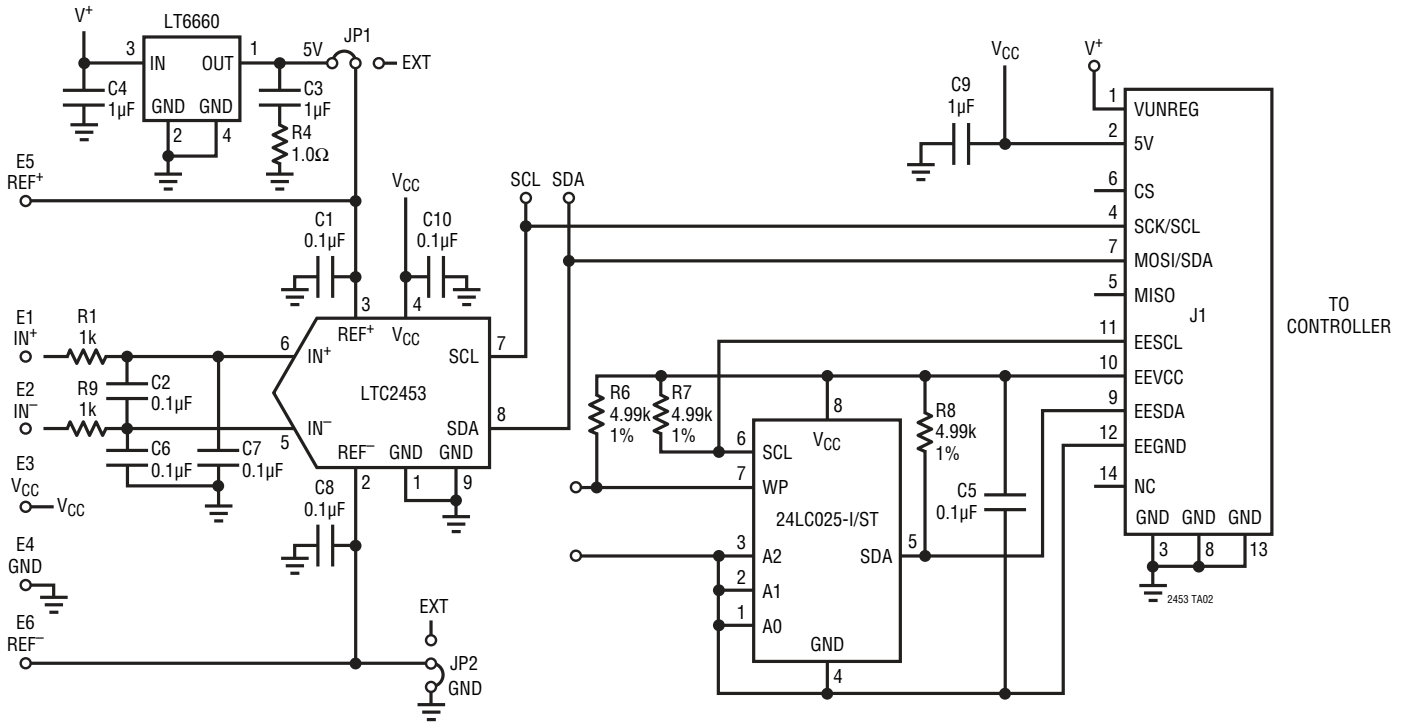 V+
LT6660
3
IN
OUT
1
5V
JP1
EXT
C4
1µF
GND
GND
2
4
C3
1µF
R4
1.0Ω
E5
REF+
VCC
SCL
SDA
C1
0.1µF
C10
0.1µF
3
4
E1
IN+
R1
1k
6
IN+
REF+
VCC
SCL
7
E2
IN–
R9
1k
C2
0.1µF
LTC2453
5
IN–
SDA
8
REF–
GND
GND
2
1
9
C6
0.1µF
C7
0.1µF
C8
0.1µF
E3
VCC
VCC
E4
GND
E6
REF–
EXT
JP2
GND
VCC
V+
C9
1µF
1
VUNREG
2
5V
6
CS
4
SCK/SCL
7
MOSI/SDA
5
MISO
J1
TO
CONTROLLER
11
EESCL
10
EEVCC
9
EESDA
12
EEGND
14
NC
GND
GND
GND
3
8
13
2453 TA02
R6
4.99k
1%
R7
4.99k
1%
8
VCC
R8
4.99k
1%
6
SCL
7
WP
24LC025-I/ST
C5
0.1µF
3
A2
5
SDA
2
A1
1
A0
GND
4